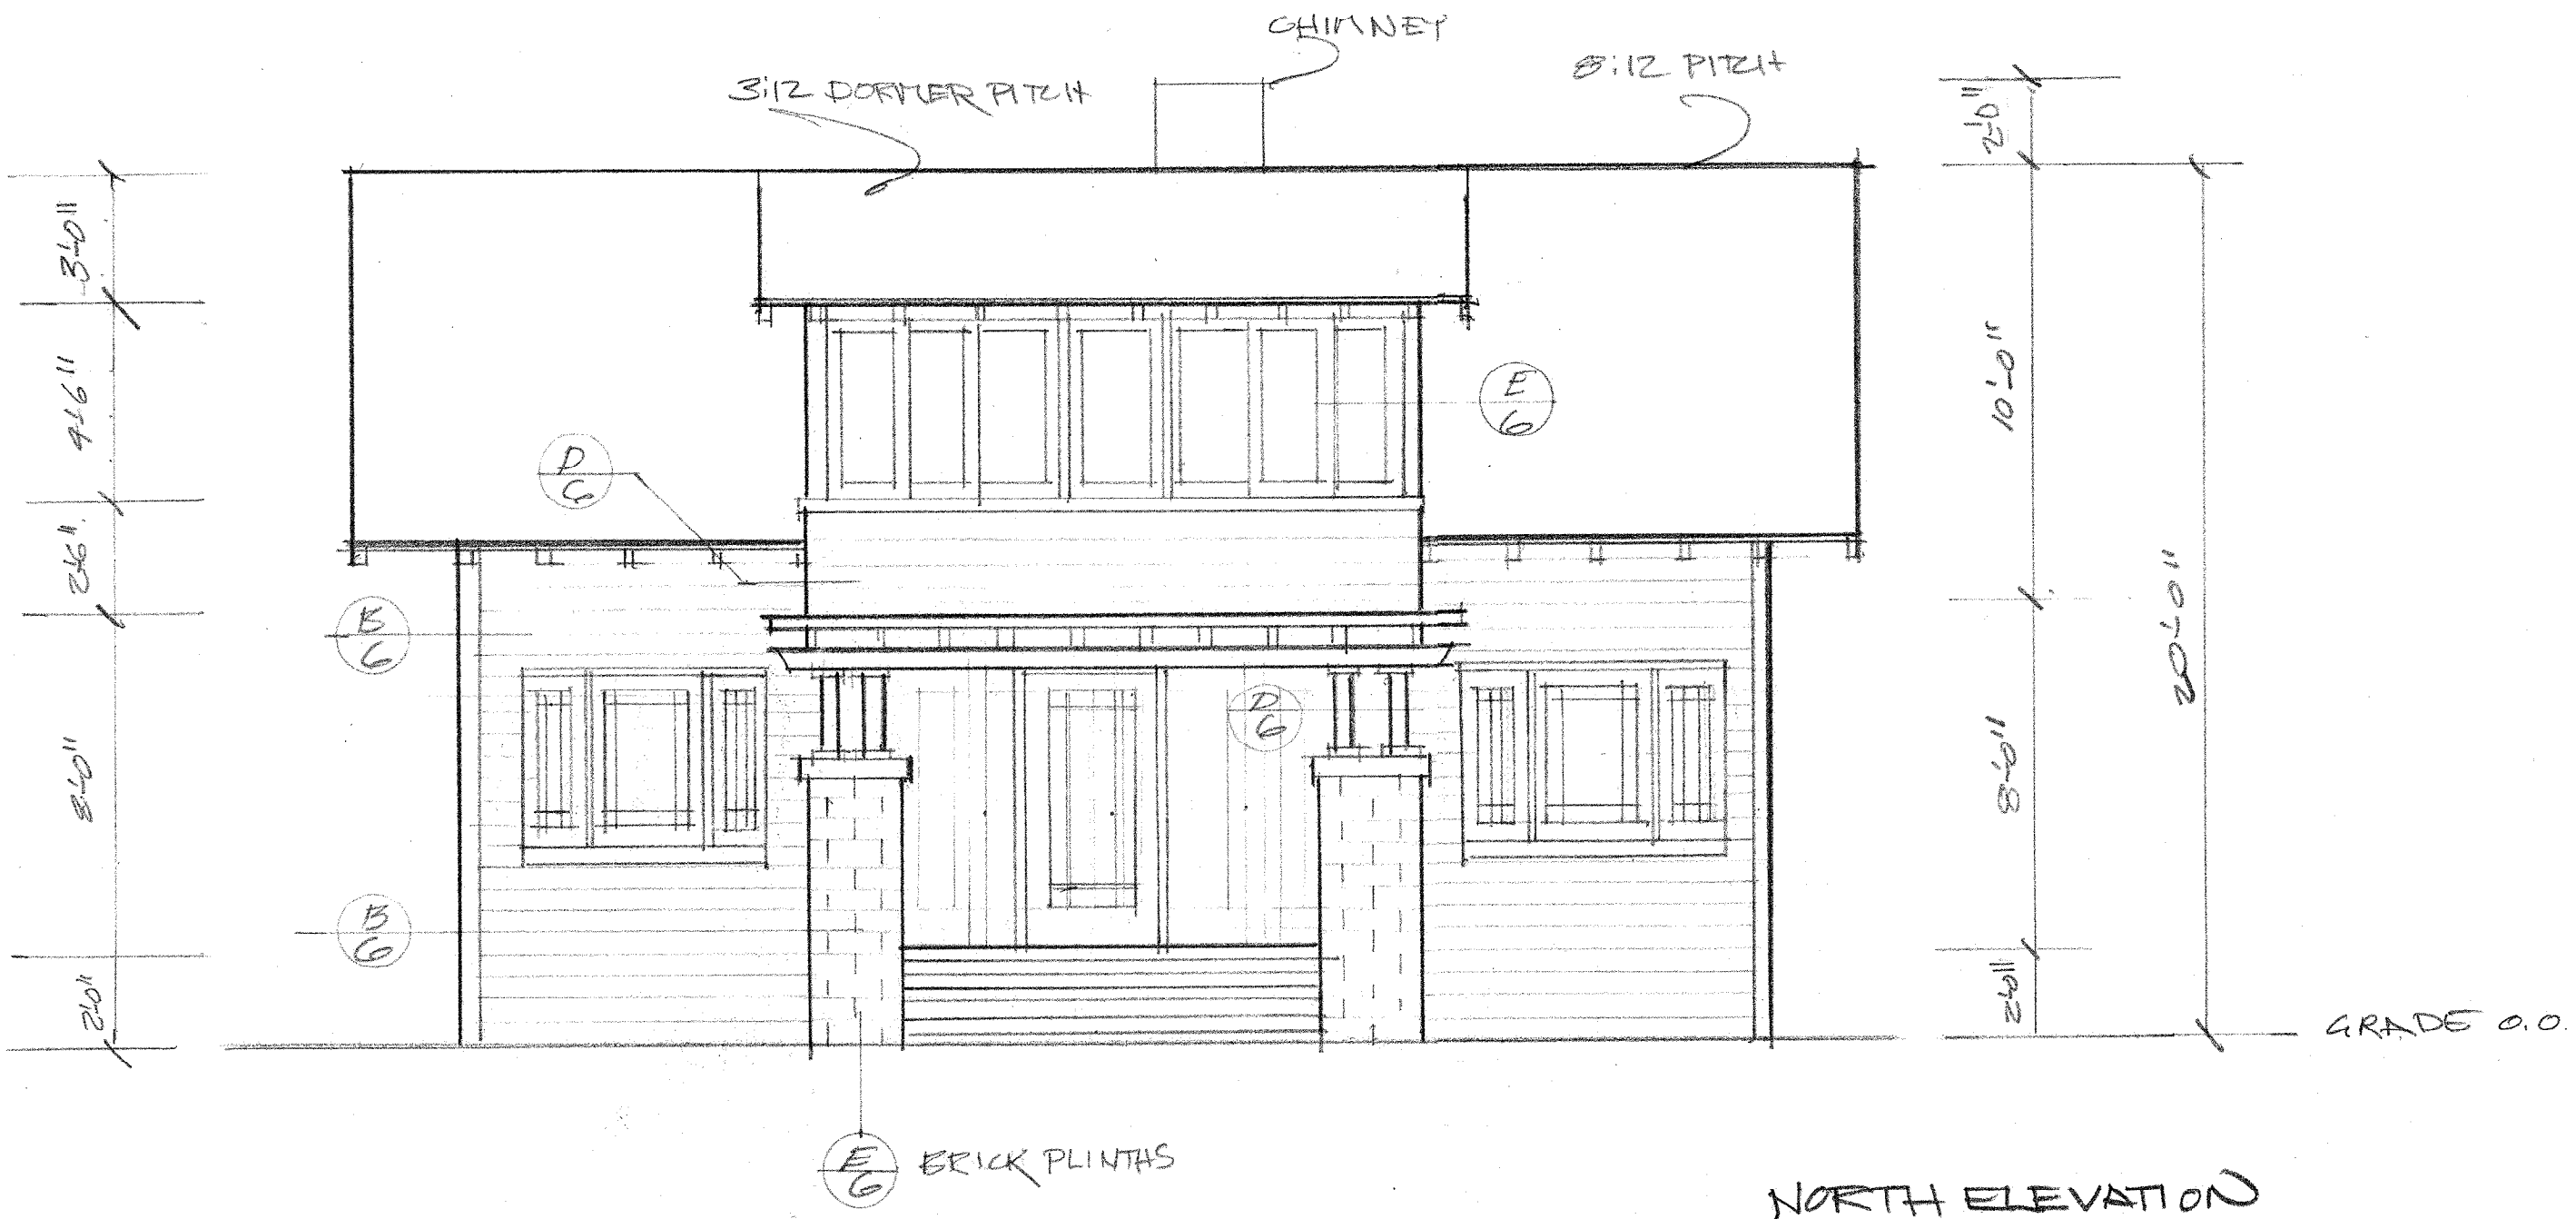 CHIMNEY
3:12 DORMER PITCH
8:12 PITCH
2'-0"
3'-0"
10'-0"
4'-6"
E
6
D
6
2'-6"
20'-0"
E
6
D
6
8'-0"
8'-0"
B
6
2'-0"
2'-0"
GRADE 0.0.
E
6
BRICK PLINTHS
NORTH ELEVATION